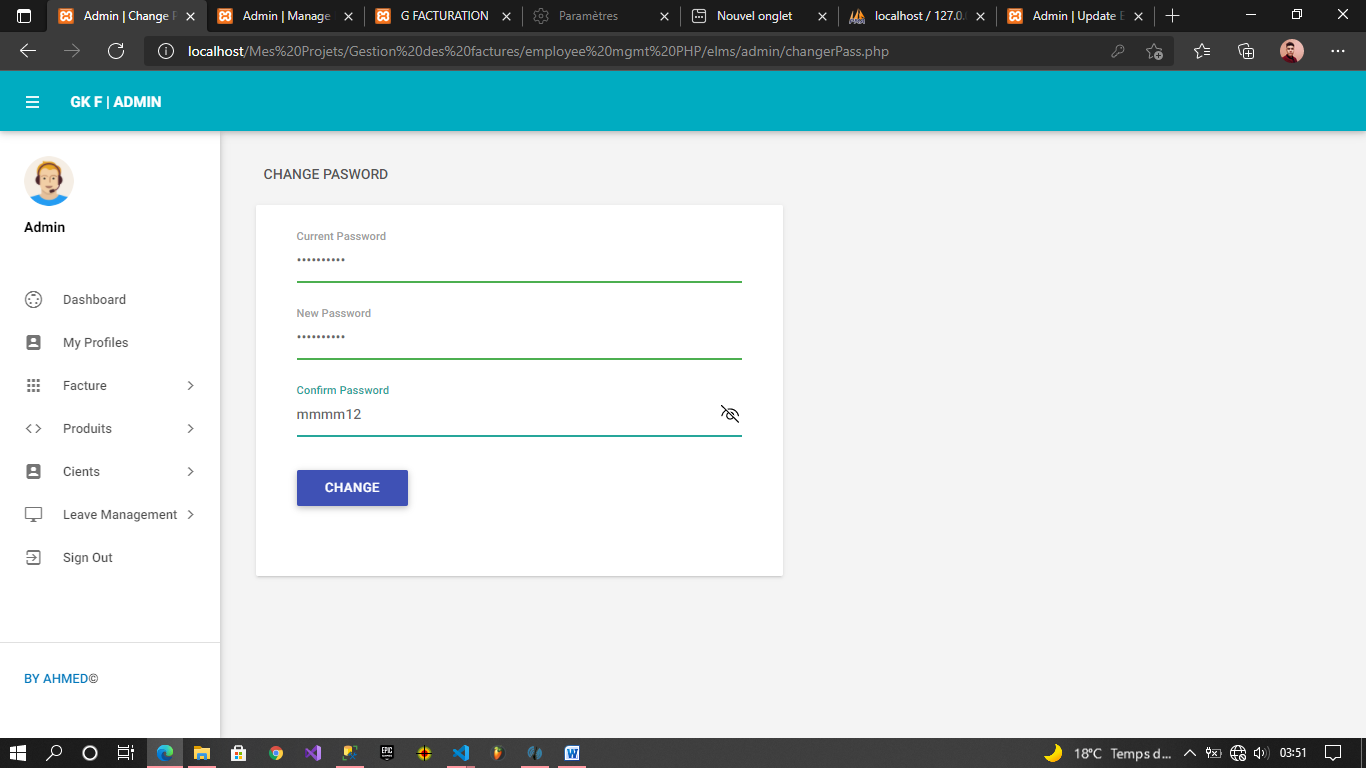 Admin | Change P
Admin | Manage
G FACTURATION
Paramètres
Nouvel onglet
localhost / 127.0.
Admin | Update E
localhost/Mes%20Projets/Gestion%20des%20factures/employee%20mgmt%20PHP/elms/admin/changerPass.php
GK F | ADMIN
Admin
Dashboard
My Profiles
Facture
Produits
Cients
Leave Management
Sign Out
BY AHMED©
CHANGE PASWORD
Current Password
••••••••••
New Password
••••••••••
Confirm Password
mmmm12
CHANGE
EPIC
18°C Temps d...
03:51